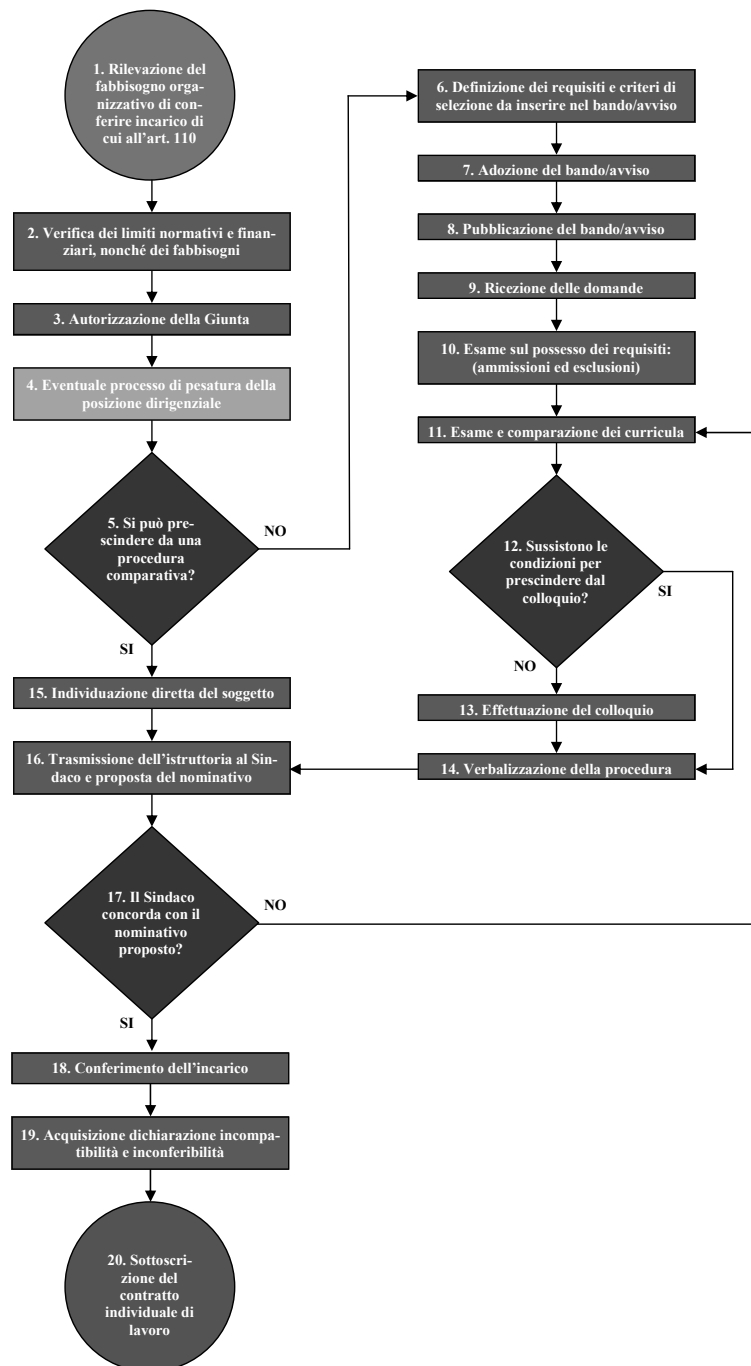 1. Rilevazione del
fabbisogno orga-
nizzativo di con-
ferire incarico di
cui all'art. 110
2. Verifica dei limiti normativi e finan-
ziari, nonché dei fabbisogni
3. Autorizzazione della Giunta
4. Eventuale processo di pesatura della
posizione dirigenziale
5. Si può pre-
scindere da una
procedura
comparativa?
NO
SI
6. Definizione dei requisiti e criteri di
selezione da inserire nel bando/avviso
7. Adozione del bando/avviso
8. Pubblicazione del bando/avviso
9. Ricezione delle domande
10. Esame sul possesso dei requisiti:
(ammissioni ed esclusioni)
11. Esame e comparazione dei curricula
12. Sussistono le
condizioni per
prescindere dal
colloquio?
SI
NO
13. Effettuazione del colloquio
14. Verbalizzazione della procedura
15. Individuazione diretta del soggetto
16. Trasmissione dell'istruttoria al Sin-
daco e proposta del nominativo
17. Il Sindaco
concorda con il
nominativo
proposto?
NO
SI
18. Conferimento dell'incarico
19. Acquisizione dichiarazione incompa-
tibilità e inconferibilità
20. Sottoscri-
zione del
contratto
individuale di
lavoro